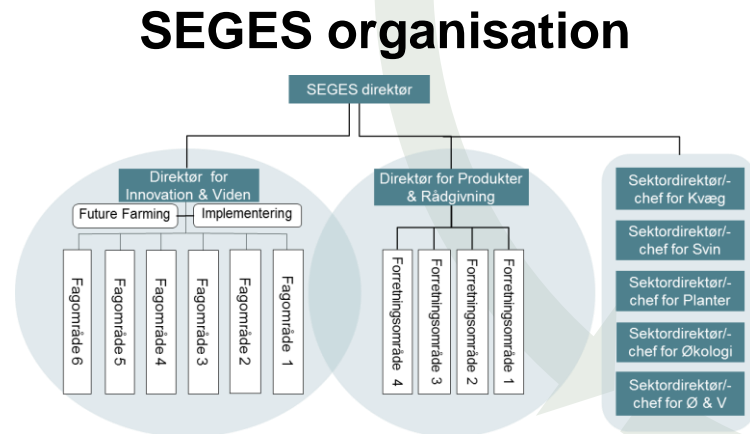 SEGES organisation
SEGES direktør
Direktør for
Innovation & Viden
Future Farming
Implementering
Fagområde 6
Fagområde 5
Fagområde 4
Fagområde 3
Fagområde 2
Fagområde 1
Direktør for Produkter
& Rådgivning
Forretningsområde 4
Forretningsområde 3
Forretningsområde 2
Forretningsområde 1
Sektordirektør/-
chef for Kvæg
Sektordirektør/-
chef for Svin
Sektordirektør/-
chef for Planter
Sektordirektør/-
chef for Økologi
Sektordirektør/-
chef for Ø & V